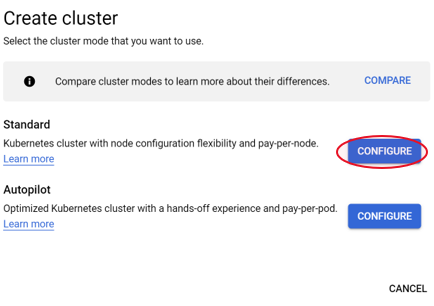 Create cluster
Select the cluster mode that you want to use.
Compare cluster modes to learn more about their differences. COMPARE
Standard
Kubernetes cluster with node configuration flexibility and pay-per-node.
Learn more
CONFIGURE
Autopilot
Optimized Kubernetes cluster with a hands-off experience and pay-per-pod.
Learn more
CONFIGURE
CANCEL